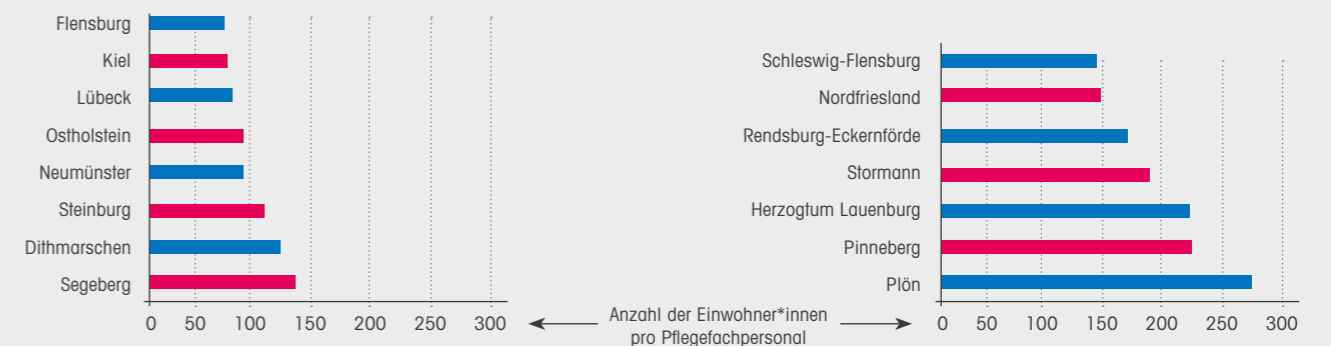 Flensburg
Kiel
Lübeck
Ostholstein
Neumünster
Steinburg
Dithmarschen
Segeberg
0 50 100 150 200 250 300
Anzahl der Einwohner*innen
pro Pflegefachpersonal
Schleswig-Flensburg
Nordfriesland
Rendsburg-Eckernförde
Stormann
Herzogtum Lauenburg
Pinneberg
Plön
0 50 100 150 200 250 300